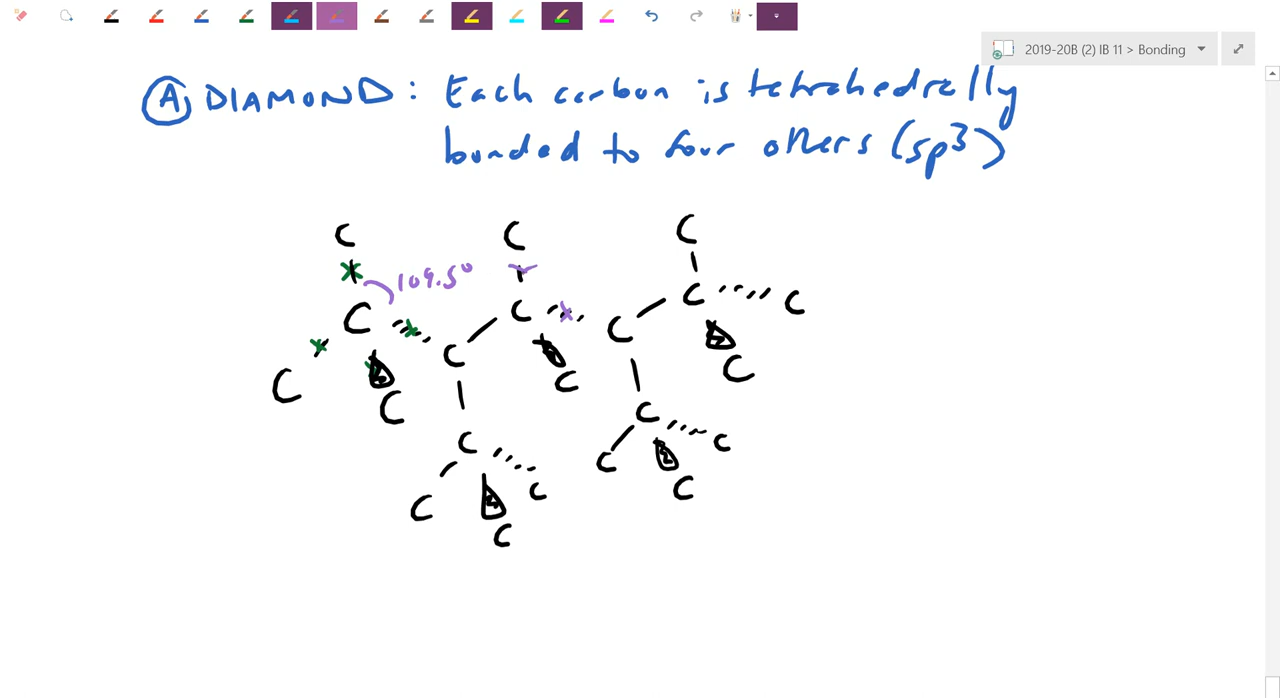 2019-20B (2) IB 11 > Bonding
Ⓐ DIAMOND: Each carbon is tetrahedrally
bonded to four others (sp³)
C C C
109.5°
C C C C
C C
C C C C
C C
C C C
C C
C